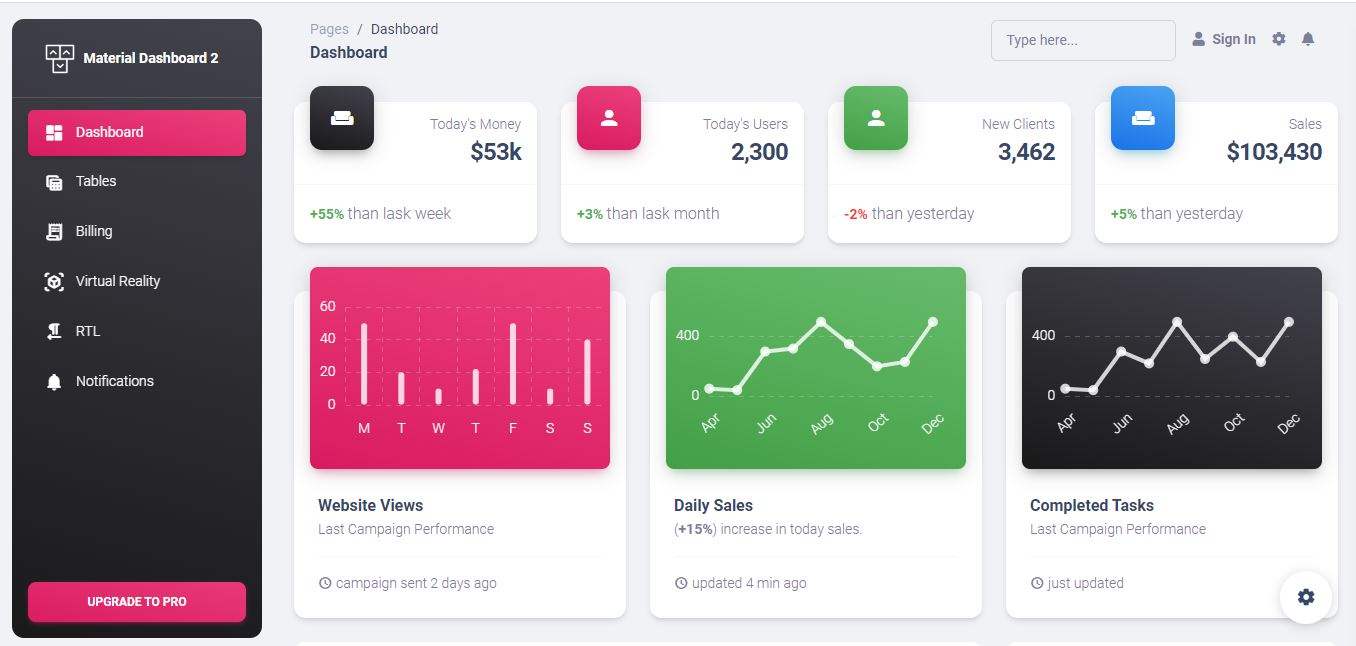 Material Dashboard 2
Dashboard
Tables
Billing
Virtual Reality
RTL
Notifications
UPGRADE TO PRO
Pages / Dashboard
Dashboard
Type here...
Sign In
Today's Money
$53k
+55% than lask week
Today's Users
2,300
+3% than lask month
New Clients
3,462
-2% than yesterday
Sales
$103,430
+5% than yesterday
60
40
20
0
M T W T F S S
Website Views
Last Campaign Performance
campaign sent 2 days ago
400
0
Apr Jun Aug Oct Dec
Daily Sales
(+15%) increase in today sales.
updated 4 min ago
400
0
Apr Jun Aug Oct Dec
Completed Tasks
Last Campaign Performance
just updated